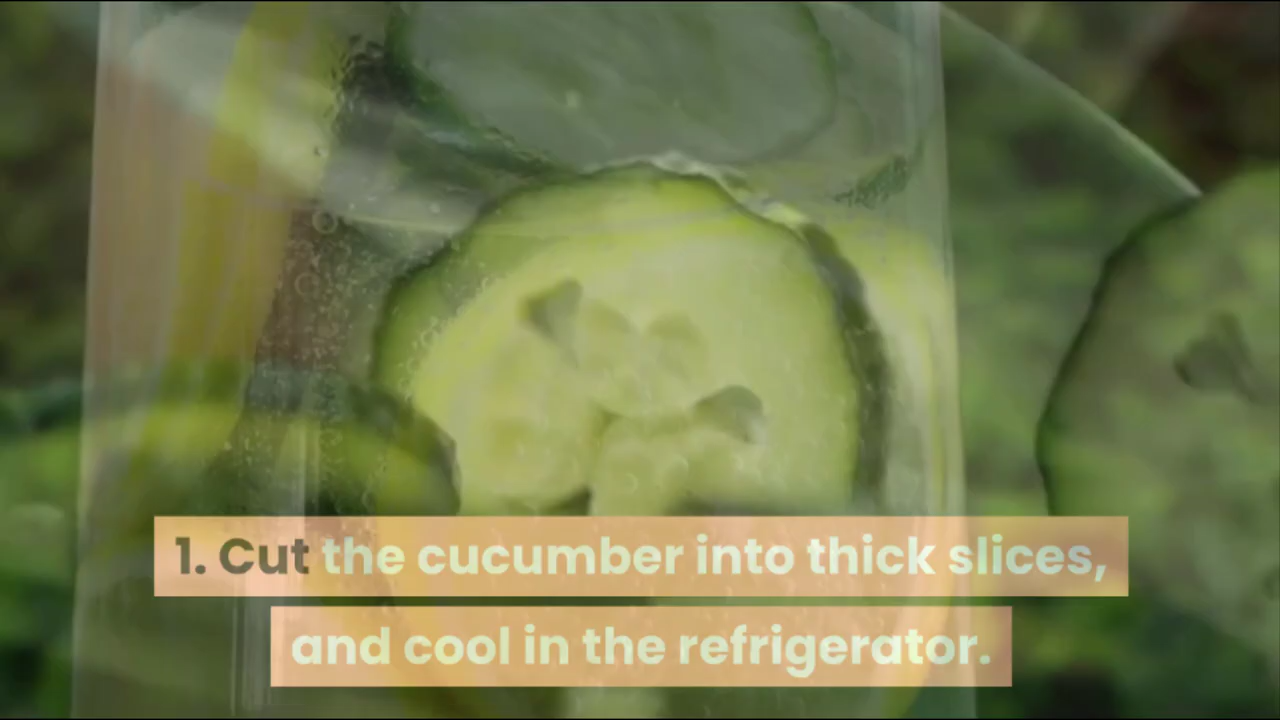 1. Cut the cucumber into thick slices,
and cool in the refrigerator.